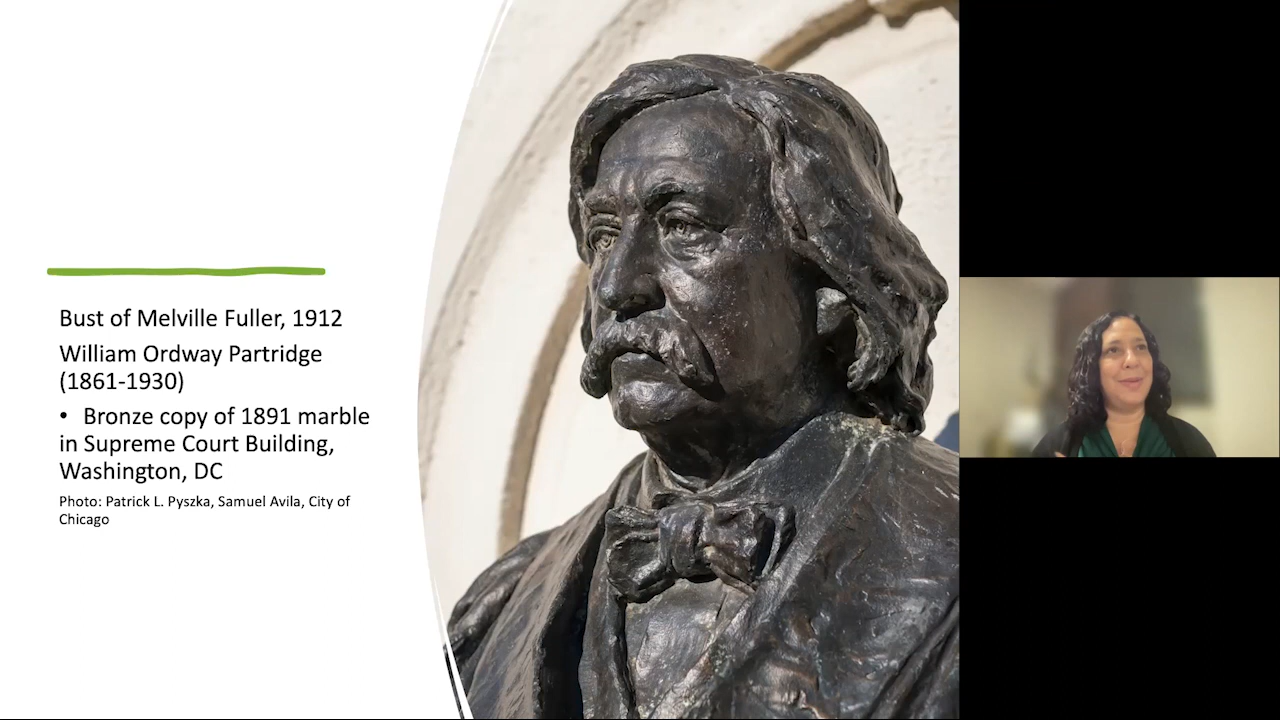 Bust of Melville Fuller, 1912
William Ordway Partridge
(1861-1930)
• Bronze copy of 1891 marble
in Supreme Court Building,
Washington, DC
Photo: Patrick L. Pyszka, Samuel Avila, City of
Chicago